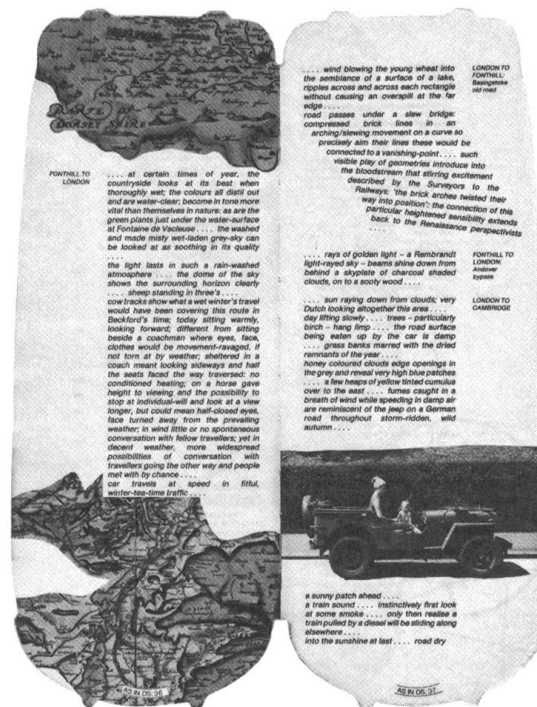 PARTE OF
DORSET SHIRE
FONTHILL TO
LONDON
. . . . at certain times of year, the
countryside looks at its best when
thoroughly wet; the colours all distil out
and are water-clear; become in tone more
vital than themselves in nature: as are the
green plants just under the water-surface
at Fontaine de Vacleuse . . . . the washed
and made misty wet-laden grey-sky can
be looked at as soothing in its quality
. . . .
the light lasts in such a rain-washed
atmosphere . . . . the dome of the sky
shows the surrounding horizon clearly
. . . . sheep standing in three's . . . .
cow tracks show what a wet winter's travel
would have been covering this route in
Beckford's time; today sitting warmly,
looking forward; different from sitting
beside a coachman where eyes, face,
clothes would be movement-ravaged, if
not torn at by weather; sheltered in a
coach meant looking sideways and half
the seats faced the way traversed: no
conditioned heating; on a horse gave
height to viewing and the possibility to
stop at individual-will and look at a view
longer, but could mean half-closed eyes,
face turned away from the prevailing
weather; in wind little or no spontaneous
conversation with fellow travellers; yet in
decent weather, more widespread
possibilities of conversation with
travellers going the other way and people
met with by chance . . . .
car travels at speed in fitful,
winter-tea-time traffic . . . .
AS IN DS: 36
. . . . wind blowing the young wheat into
the semblance of a surface of a lake,
ripples across and across each rectangle
without causing an overspill at the far
edge . . . .
road passes under a slew bridge:
compressed brick lines in an
arching/slewing movement on a curve so
precisely aim their lines these would be
connected to a vanishing-point . . . . such
visible play of geometries introduce into
the bloodstream that stirring excitement
described by the Surveyors to the
Railways: 'the brick arches twisted their
way into position': the connection of this
particular heightened sensibility extends
back to the Renaissance perspectivists
. . . .
LONDON TO
FONTHILL:
Basingstoke
old road
. . . . rays of golden light – a Rembrandt
light-rayed sky – beams shine down from
behind a skyplate of charcoal shaded
clouds, on to a sooty wood . . . .
FONTHILL TO
LONDON:
Andover
bypass
. . . . sun raying down from clouds; very
Dutch looking altogether this area . . . .
day lifting slowly . . . . trees – particularly
birch – hang limp . . . . the road surface
being eaten up by the car is damp
. . . . grass banks marred with the dried
remnants of the year . . . .
honey coloured clouds edge openings in
the grey and reveal very high blue patches
. . . . a few heaps of yellow tinted cumulus
over to the east . . . . fumes caught in a
breath of wind while speeding in damp air
are reminiscent of the jeep on a German
road throughout storm-ridden, wild
autumn . . . .
LONDON TO
CAMBRIDGE
a sunny patch ahead . . . .
a train sound . . . . instinctively first look
at some smoke . . . . only then realise a
train pulled by a diesel will be sliding along
elsewhere . . . .
into the sunshine at last . . . . road dry
AS IN DS. 37